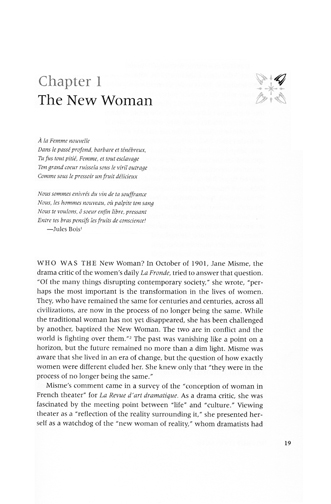 Chapter 1
The New Woman
À la Femme nouvelle
Dans le passé profond, barbare et ténébreux,
Tu fus tout pitié, Femme, et tout esclavage
Ton grand cœur ruissela sous le viril outrage
Comme sous le pressoir un fruit délicieux
Nous sommes enivrés du vin de ta souffrance
Nous, les hommes nouveau, où palpite ton sang
Nous te voulons, ô soeur enfin libre, pressant
Entre tes bras pensifs les fruits de conscience!
—Jules Bois¹
WHO WAS THE New Woman? In October of 1901, Jane Misme, the
drama critic of the women's daily La Fronde, tried to answer that question.
"Of the many things disrupting contemporary society," she wrote, "per-
haps the most important is the transformation in the lives of women.
They, who have remained the same for centuries and centuries, across all
civilizations, are now in the process of no longer being the same. While
the traditional woman has not yet disappeared, she has been challenged
by another, baptized the New Woman. The two are in conflict and the
world is fighting over them."² The past was vanishing like a point on a
horizon, but the future remained no more than a dim light. Misme was
aware that she lived in an era of change, but the question of how exactly
women were different eluded her. She knew only that "they were in the
process of no longer being the same."
Misme's comment came in a survey of the "conception of woman in
French theater" for La Revue d'art dramatique. As a drama critic, she was
fascinated by the meeting point between "life" and "culture." Viewing
theater as a "reflection of the reality surrounding it," she presented her-
self as a watchdog of the "new woman of reality," whom dramatists had
19